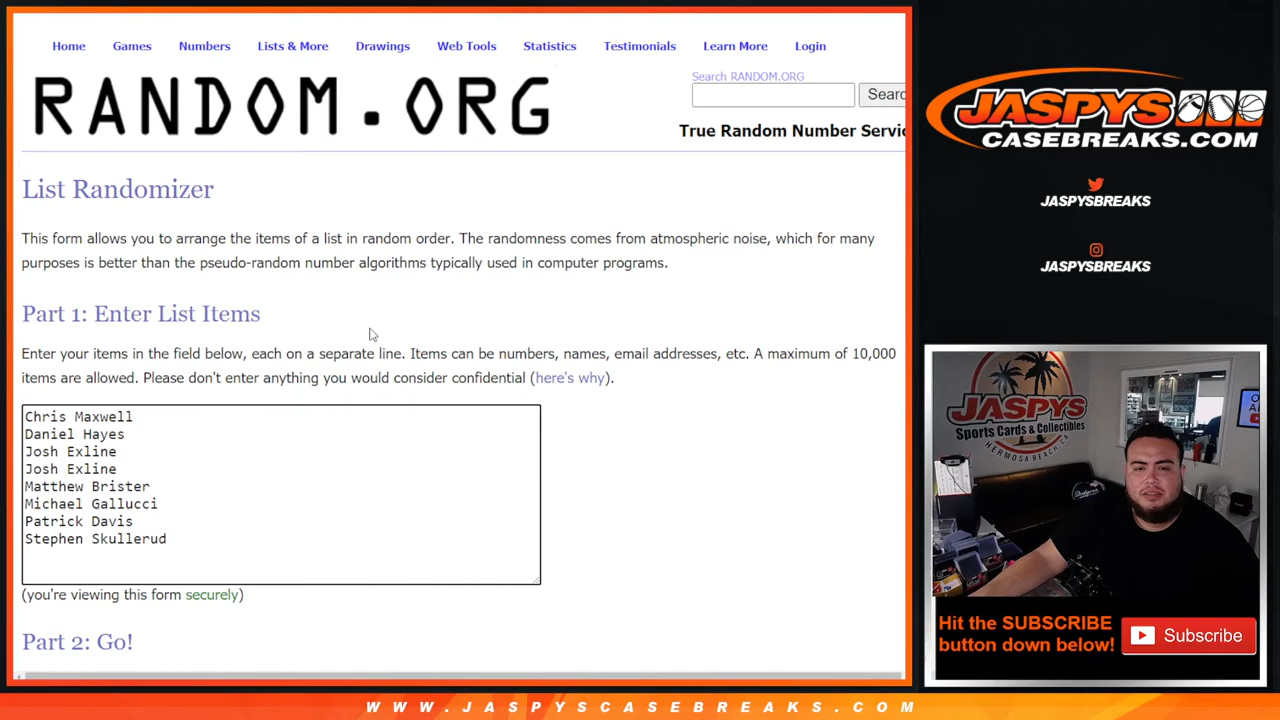 Home Games Numbers Lists & More Drawings Web Tools Statistics Testimonials Learn More Login
RANDOM.ORG
Search RANDOM.ORG
Searc
True Random Number Servic
List Randomizer
This form allows you to arrange the items of a list in random order. The randomness comes from atmospheric noise, which for many
purposes is better than the pseudo-random number algorithms typically used in computer programs.
Part 1: Enter List Items
Enter your items in the field below, each on a separate line. Items can be numbers, names, email addresses, etc. A maximum of 10,000
items are allowed. Please don't enter anything you would consider confidential (here's why).
Chris Maxwell
Daniel Hayes
Josh Exline
Josh Exline
Matthew Brister
Michael Gallucci
Patrick Davis
Stephen Skullerud
(you're viewing this form securely)
Part 2: Go!
JASPYS
CASEBREAKS.COM
JASPYSBREAKS
JASPYSBREAKS
JASPYS
Sports Cards & Collectibles
HERMOSA BEACH, CA
Dodgers
Hit the SUBSCRIBE
button down below!
Subscribe
WWW.JASPYSCASEBREAKS.COM